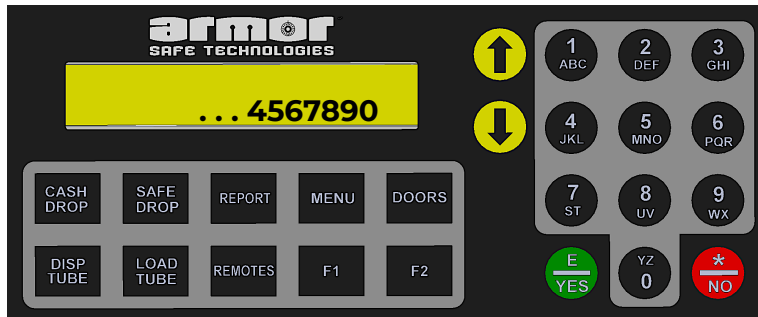 armor
SAFE TECHNOLOGIES
. . . 4567890
CASH DROP
SAFE DROP
REPORT
MENU
DOORS
DISP TUBE
LOAD TUBE
REMOTES
F1
F2
1
ABC
2
DEF
3
GHI
4
JKL
5
MNO
6
PQR
7
ST
8
UV
9
WX
E
YES
YZ
0
*
NO